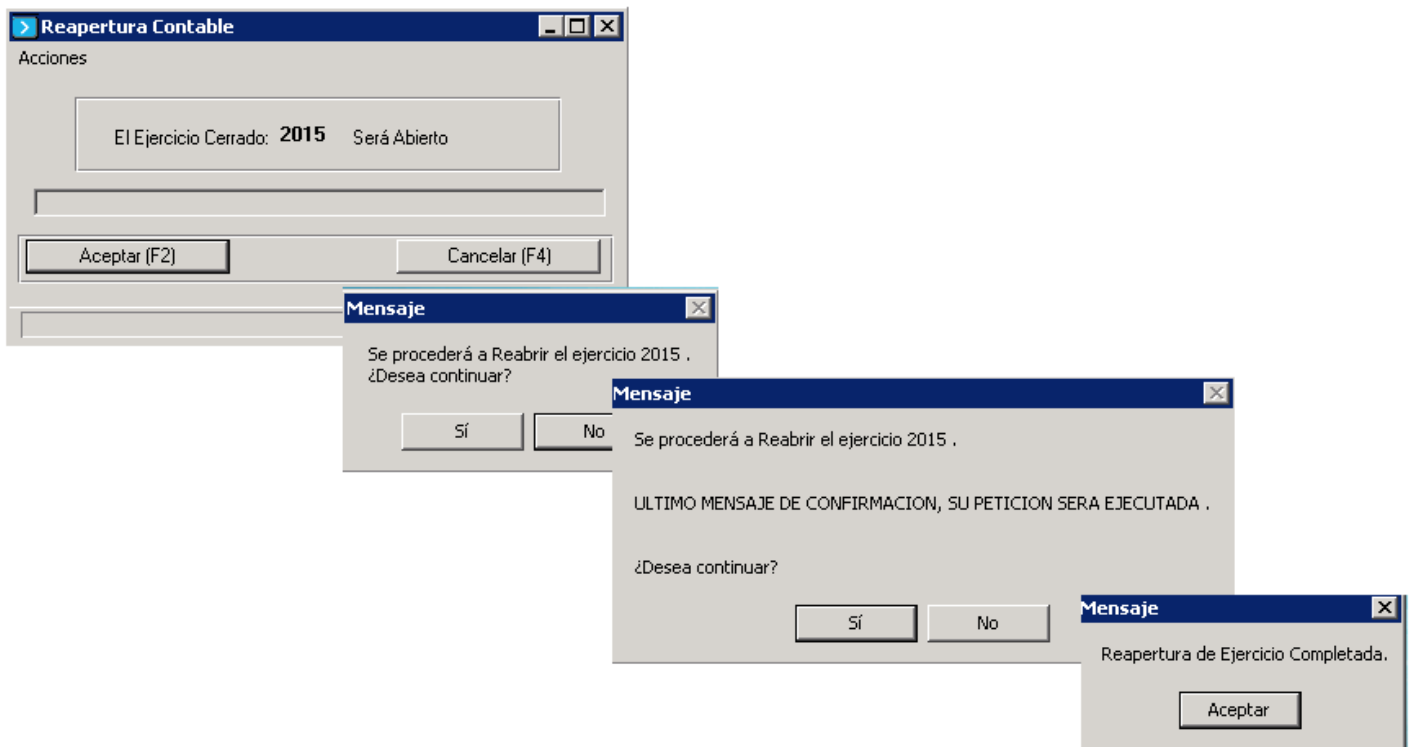 Reapertura Contable
Acciones
El Ejercicio Cerrado: 2015 Será Abierto
Aceptar (F2) Cancelar (F4)
Mensaje
Se procederá a Reabrir el ejercicio 2015 .
¿Desea continuar?
Sí No
Mensaje
Se procederá a Reabrir el ejercicio 2015 .
ULTIMO MENSAJE DE CONFIRMACION, SU PETICION SERA EJECUTADA .
¿Desea continuar?
Sí No
Mensaje
Reapertura de Ejercicio Completada.
Aceptar